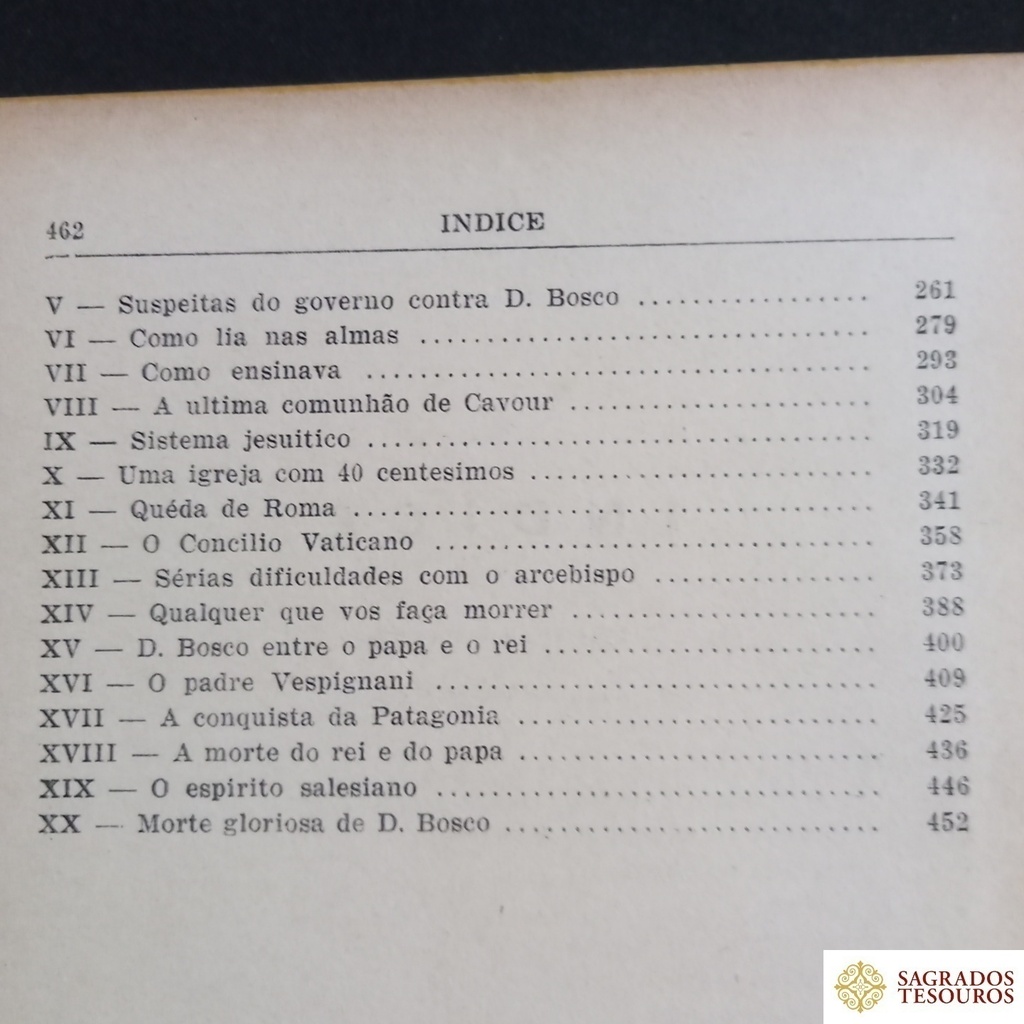 462 INDICE
V — Suspeitas do governo contra D. Bosco ................. 261
VI — Como lia nas almas ................................. 279
VII — Como ensinava ..................................... 293
VIII — A ultima comunhão de Cavour ...................... 304
IX — Sistema jesuitico ..................................... 319
X — Uma igreja com 40 centesimos ......................... 332
XI — Quéda de Roma ...................................... 341
XII — O Concilio Vaticano ................................ 358
XIII — Sérias dificuldades com o arcebispo ................ 373
XIV — Qualquer que vos faça morrer ...................... 388
XV — D. Bosco entre o papa e o rei ........................ 400
XVI — O padre Vespignani ................................ 409
XVII — A conquista da Patagonia .......................... 425
XVIII — A morte do rei e do papa .......................... 436
XIX — O espirito salesiano ................................ 446
XX — Morte gloriosa de D. Bosco ........................... 452
SAGRADOS
TESOUROS